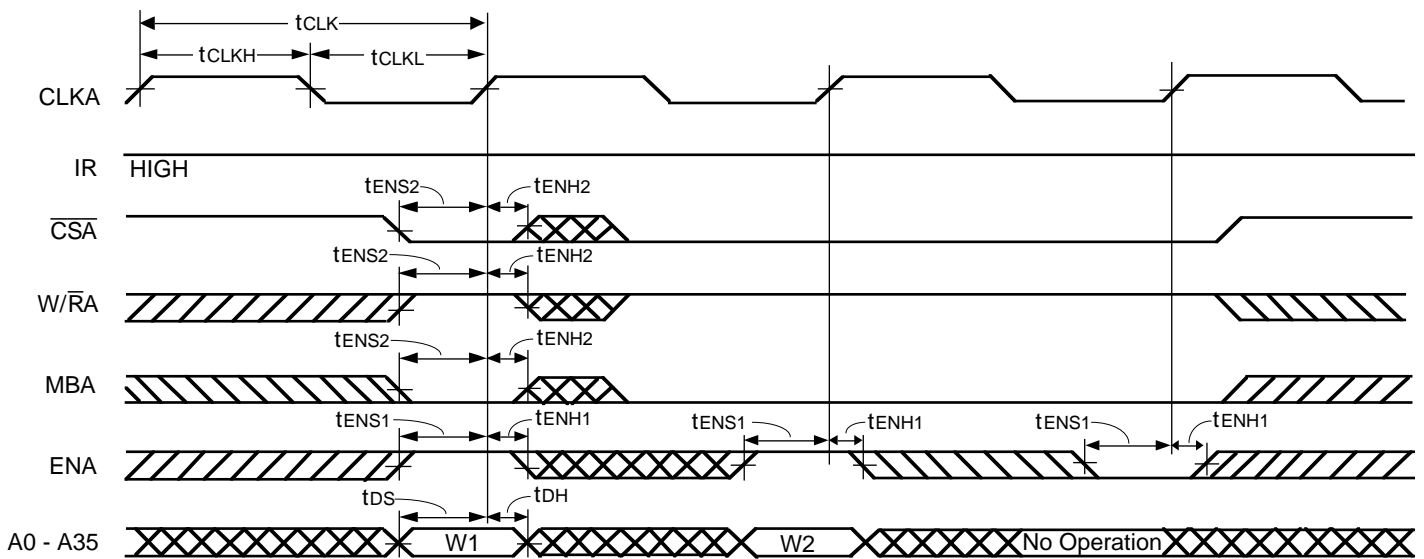 tCLK
tCLKH tCLKL
CLKA
IR HIGH
tENS2 tENH2
CSA
tENS2 tENH2
W/RA
tENS2 tENH2
MBA
tENS1 tENH1 tENS1 tENH1 tENS1 tENH1
ENA
tDS tDH
A0 - A35 W1 W2 No Operation